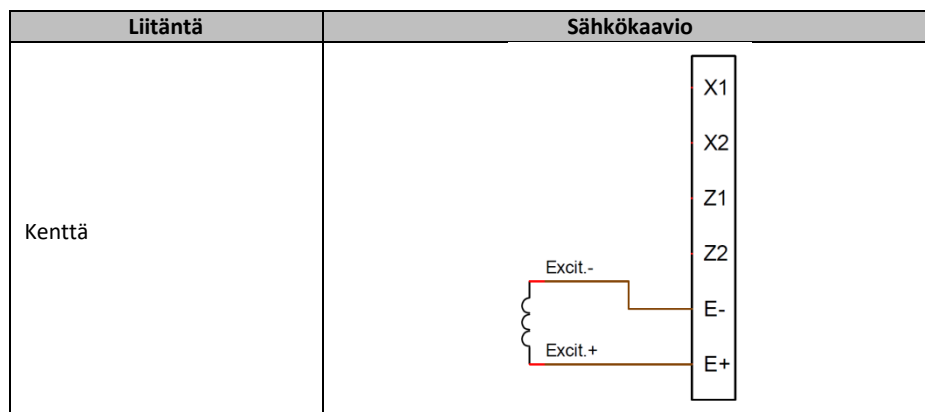 Liitäntä
Sähkökaavio
Kenttä
X1
X2
Z1
Z2
Excit.-
E-
Excit.+
E+